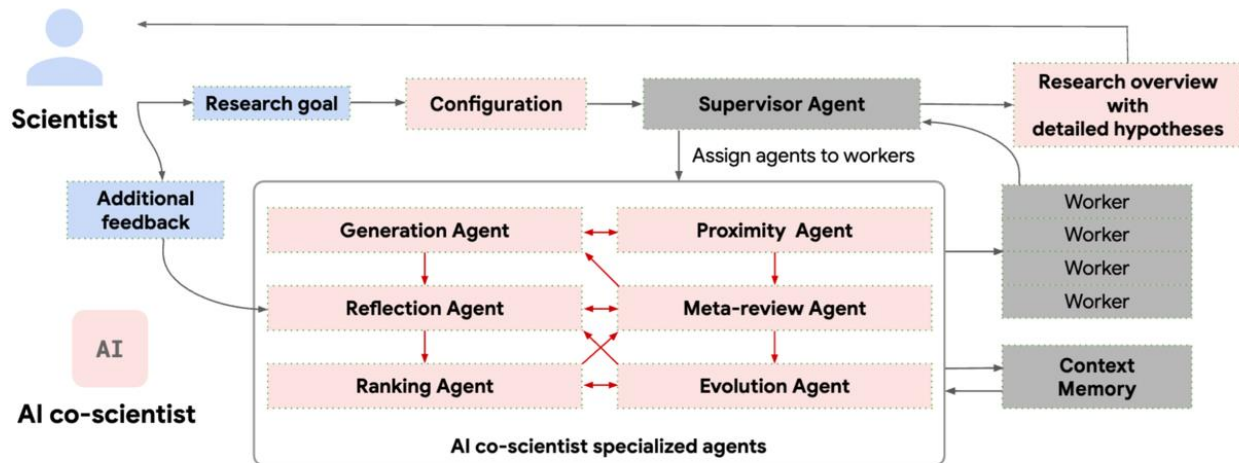 Scientist
Research goal
Configuration
Supervisor Agent
Research overview
with
detailed hypotheses
Assign agents to workers
Additional
feedback
Generation Agent
Proximity Agent
Reflection Agent
Meta-review Agent
Ranking Agent
Evolution Agent
AI co-scientist specialized agents
Worker
Worker
Worker
Worker
Context
Memory
AI
AI co-scientist